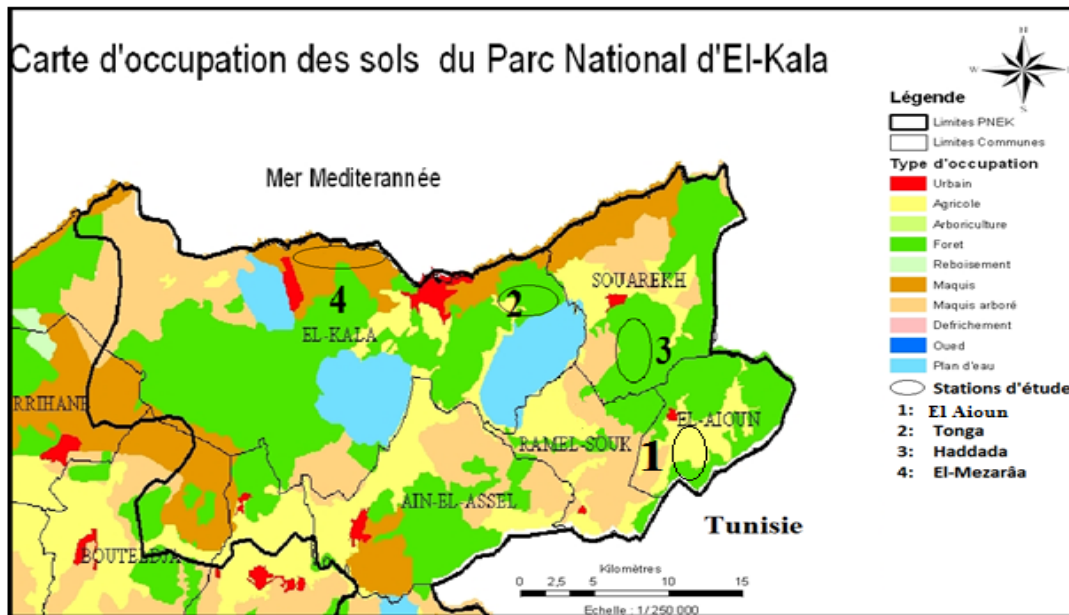 Carte d'occupation des sols du Parc National d'El-Kala
N
W
S
Mer Mediterannée
Légende
Limites PNEK
Limites Communes
Type d'occupation
Urbain
Agricole
Arboriculture
Foret
Reboisement
Maquis
Maquis arboré
Defrichement
Oued
Plan d'eau
Stations d'étude
1: El Aioun
2: Tonga
3: Haddada
4: El-Mezarâa
SOUAREKH
4
2
EL-KALA
3
RRIHANE
EL-AIOUN
RAMEL-SOUK
1
AIN-EL-ASSEL
Tunisie
BOUTELDJA
Kilomètres
0 2,5 5 10 15
Echelle : 1/250 000